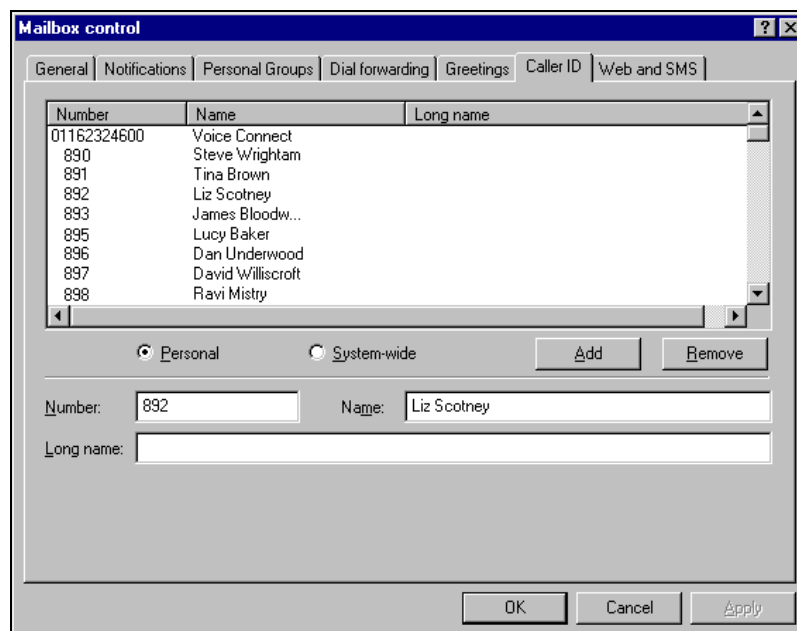 Mailbox control
General Notifications Personal Groups Dial forwarding Greetings Caller ID Web and SMS
Number Name Long name
01162324600 Voice Connect
890 Steve Wrightam
891 Tina Brown
892 Liz Scotney
893 James Bloodw...
895 Lucy Baker
896 Dan Underwood
897 David Williscroft
898 Ravi Mistry
Personal System-wide Add Remove
Number: 892 Name: Liz Scotney
Long name:
OK Cancel Apply